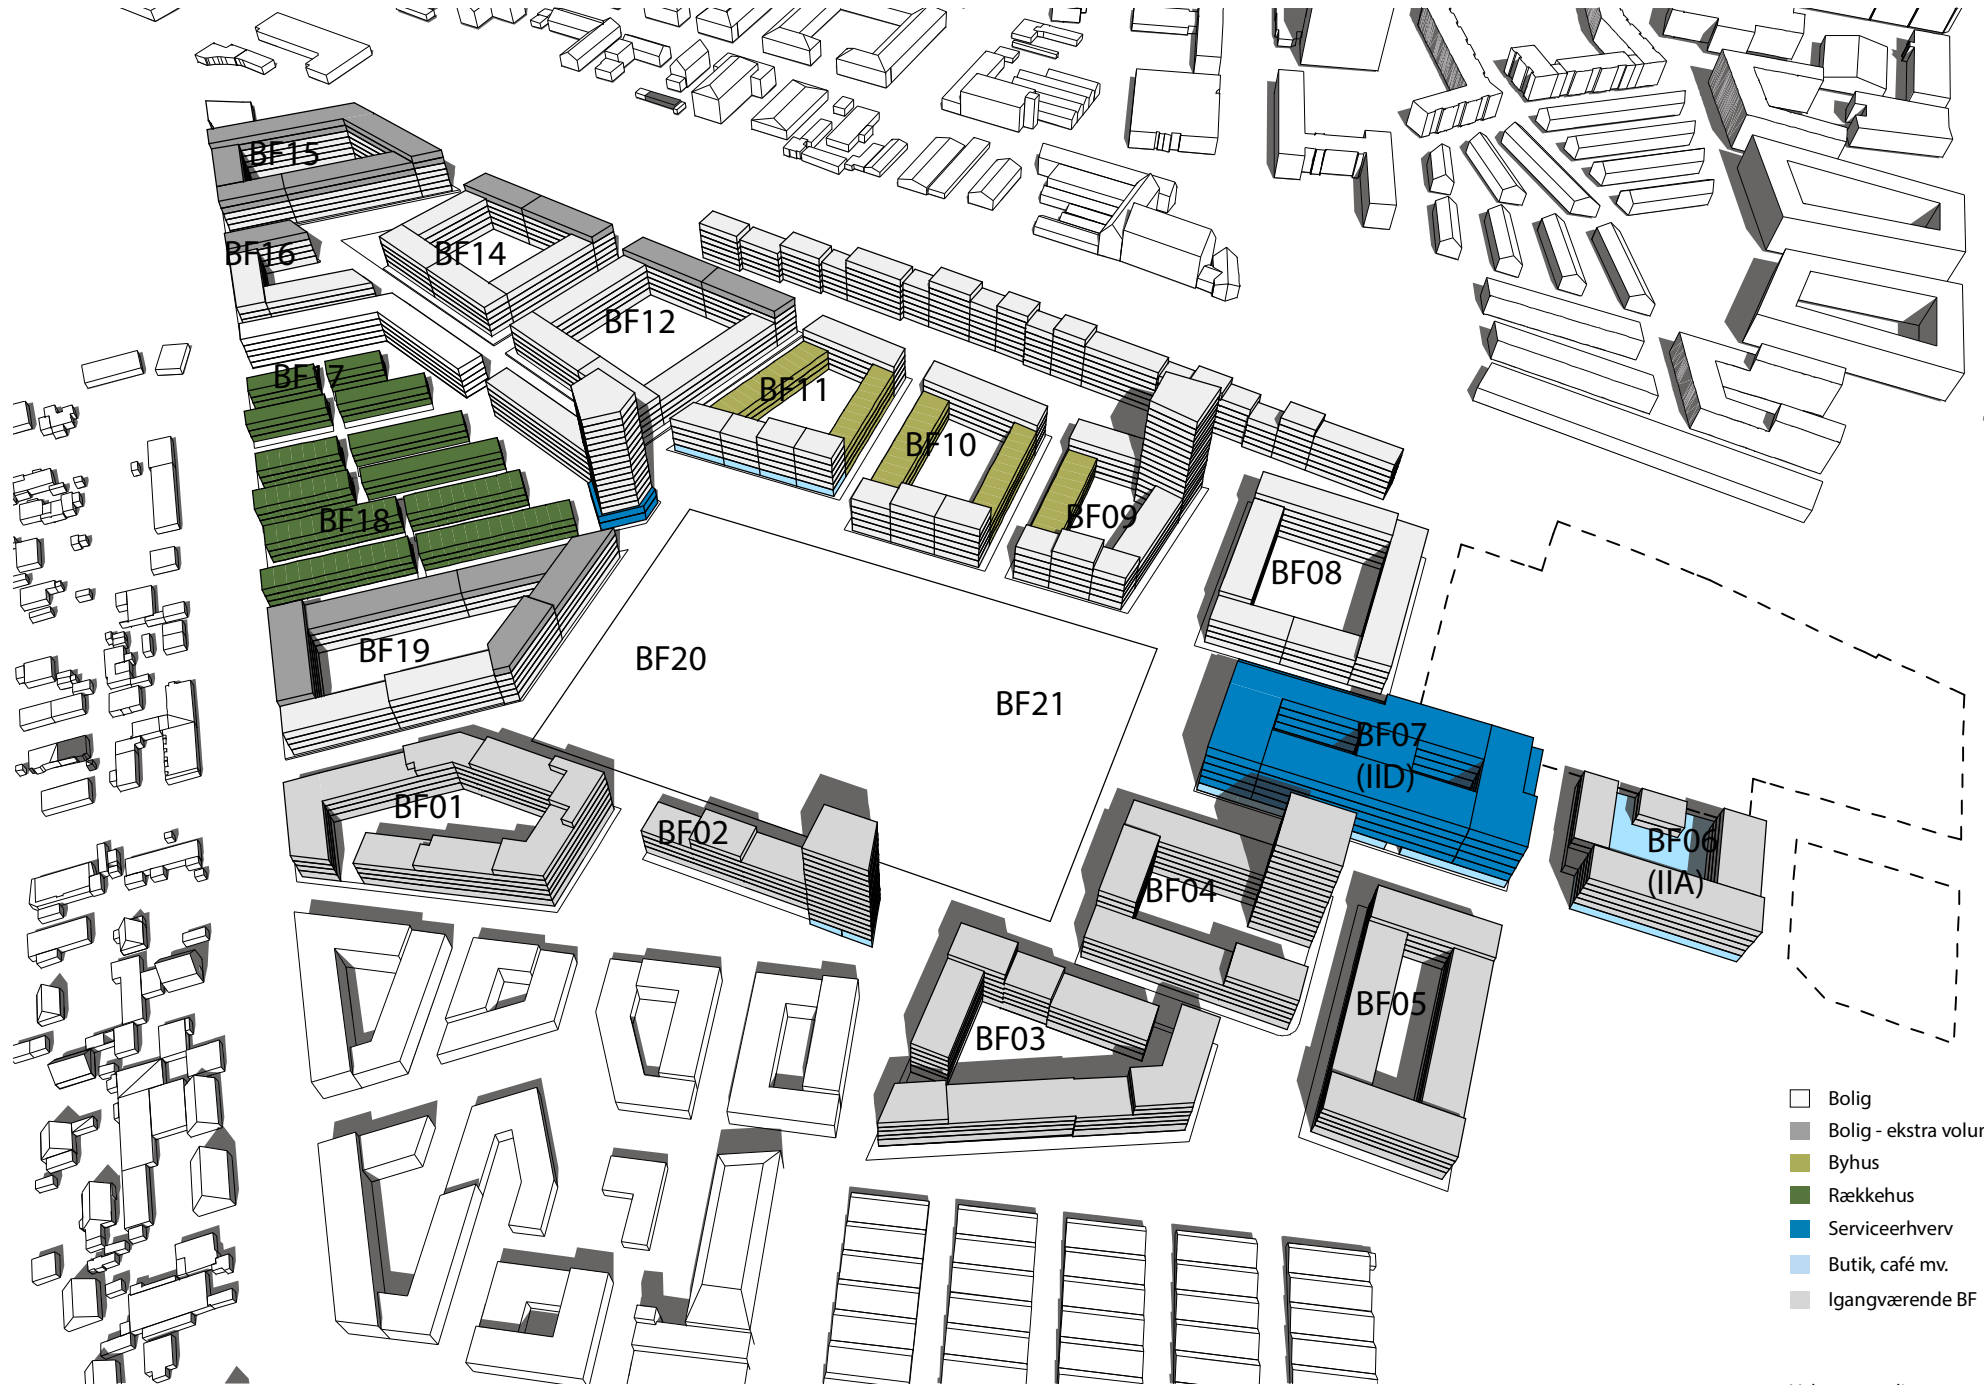 BF15
BF16
BF14
BF12
BF17
BF11
BF10
BF18
BF09
BF08
BF19
BF20
BF21
BF07
(IID)
BF01
BF02
BF06
(IIA)
BF04
BF05
BF03
Bolig
Bolig - ekstra
Byhus
Rækkehus
Serviceerhverv
Butik, café mv.
Igangværende BF